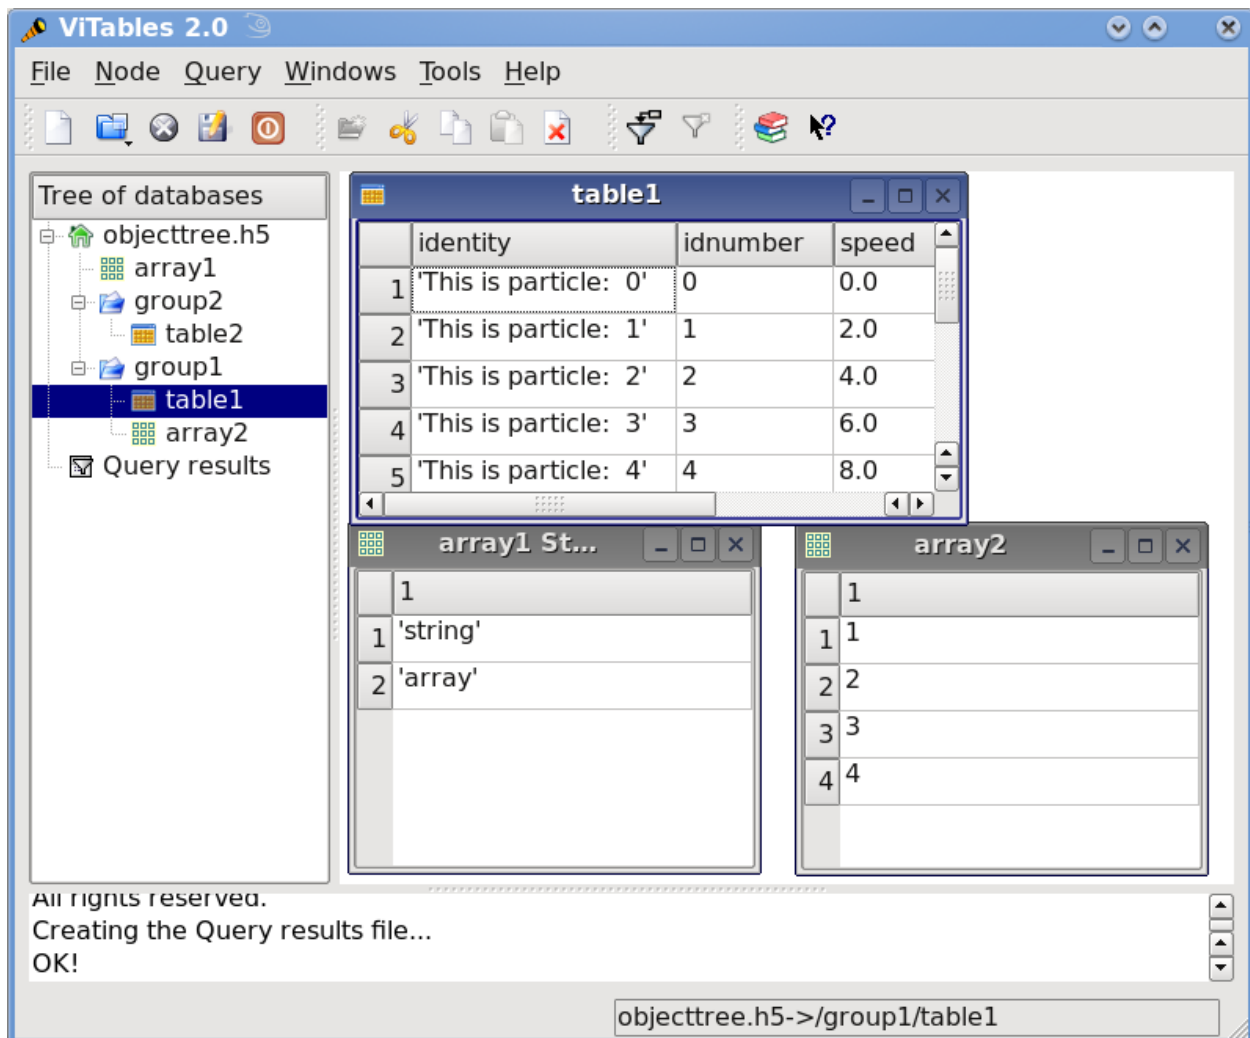 ViTables 2.0
File Node Query Windows Tools Help
Tree of databases
objecttree.h5
array1
group2
table2
group1
table1
array2
Query results
table1
identity idnumber speed
1 'This is particle:  0' 0 0.0
2 'This is particle:  1' 1 2.0
3 'This is particle:  2' 2 4.0
4 'This is particle:  3' 3 6.0
5 'This is particle:  4' 4 8.0
array1 St...
1
1 'string'
2 'array'
array2
1
1 1
2 2
3 3
4 4
All rights reserved.
Creating the Query results file...
OK!
objecttree.h5->/group1/table1